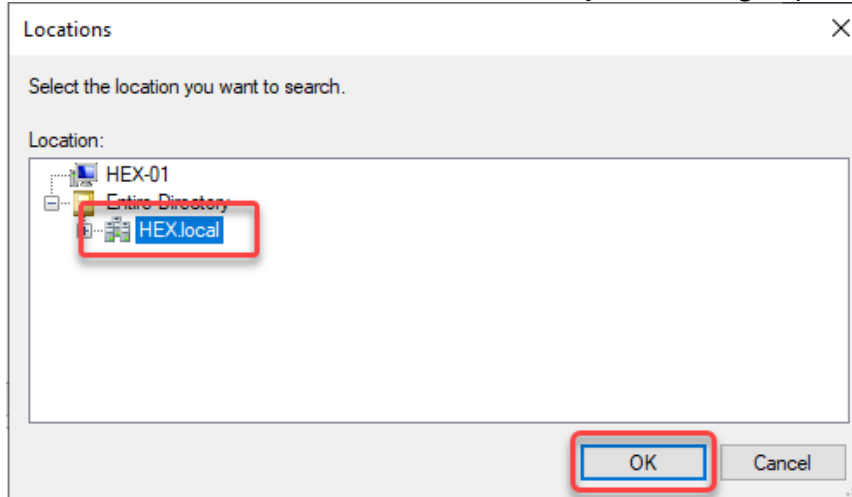 Locations
Select the location you want to search.
Location:
HEX-01
Entire Directory
HEX.local
OK
Cancel